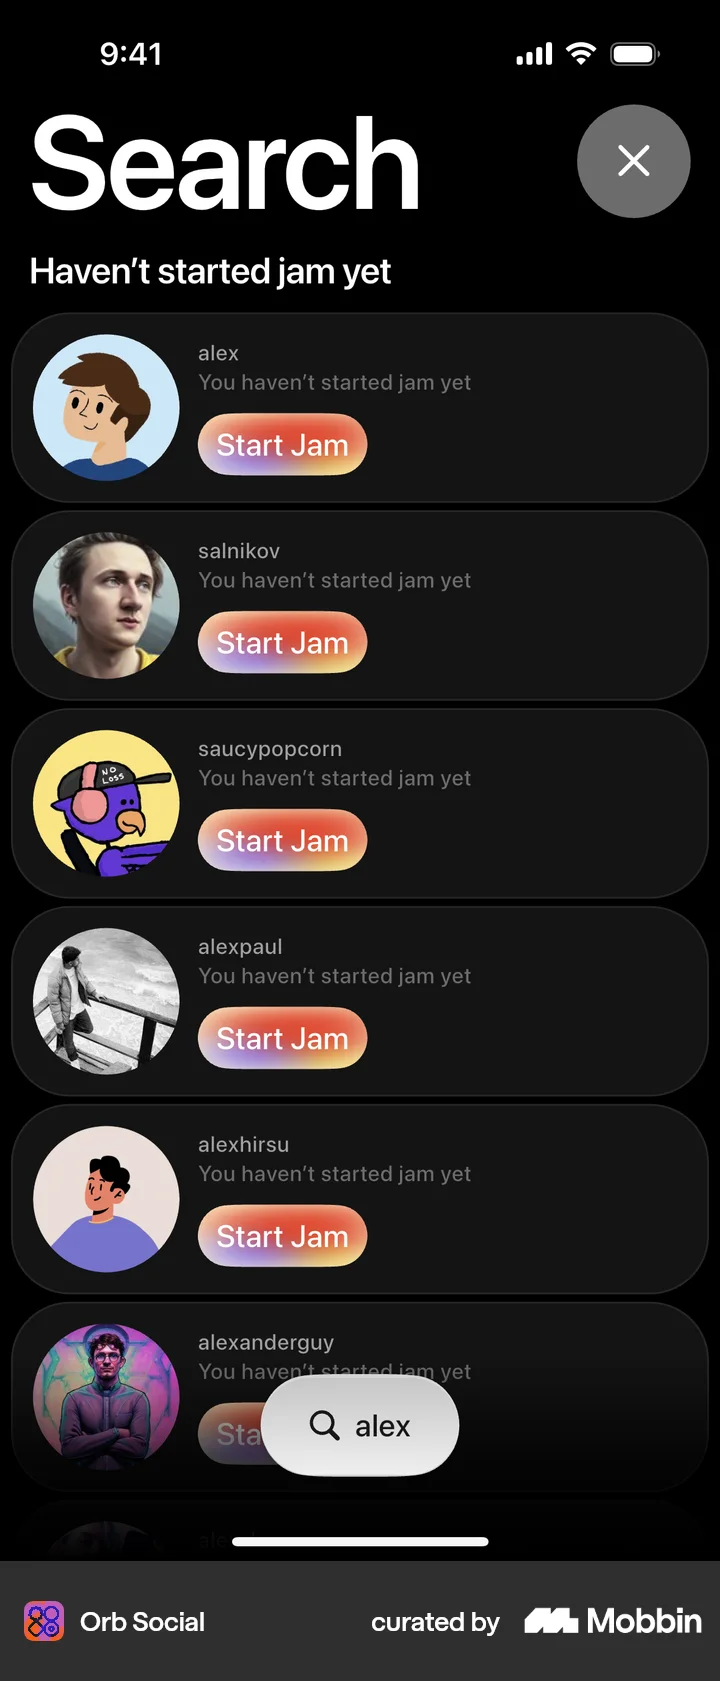 9:41
Search
Haven't started jam yet
alex
You haven't started jam yet
Start Jam
salnikov
You haven't started jam yet
Start Jam
NO
LOSS
saucypopcorn
You haven't started jam yet
Start Jam
alexpaul
You haven't started jam yet
Start Jam
alexhirsu
You haven't started jam yet
Start Jam
alexanderguy
You haven't started jam yet
Sta
alex
Orb Social
curated by Mobbin